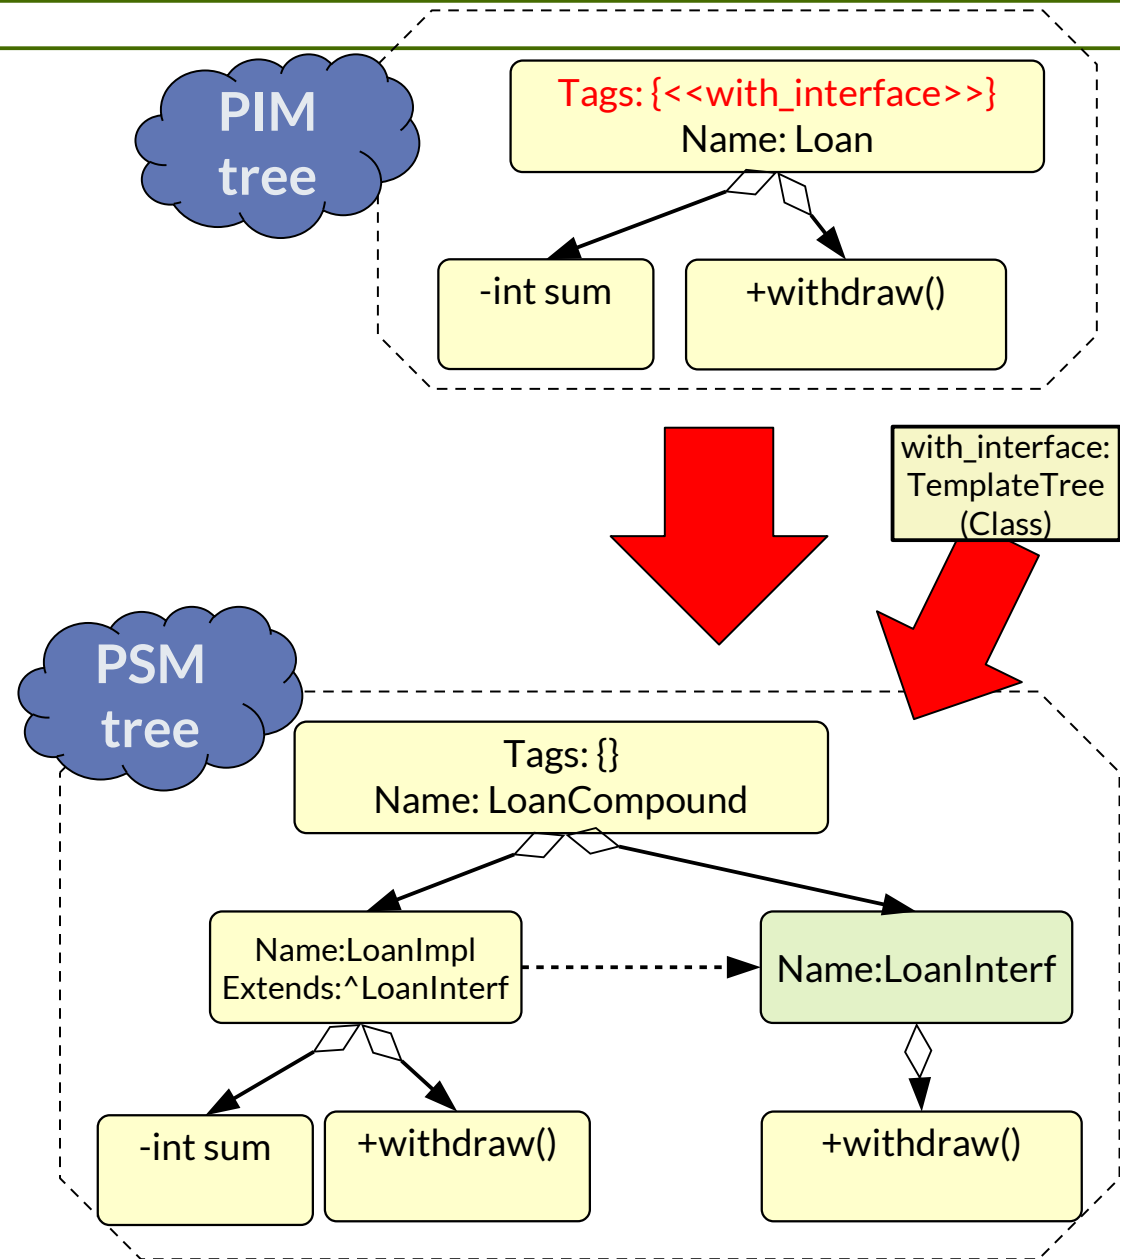 PIM
tree
Tags: {<<with_interface>>}
Name: Loan
-int sum
+withdraw()
with_interface:
TemplateTree
(Class)
PSM
tree
Tags: {}
Name: LoanCompound
Name:LoanImpl
Extends:^LoanInterf
Name:LoanInterf
-int sum
+withdraw()
+withdraw()